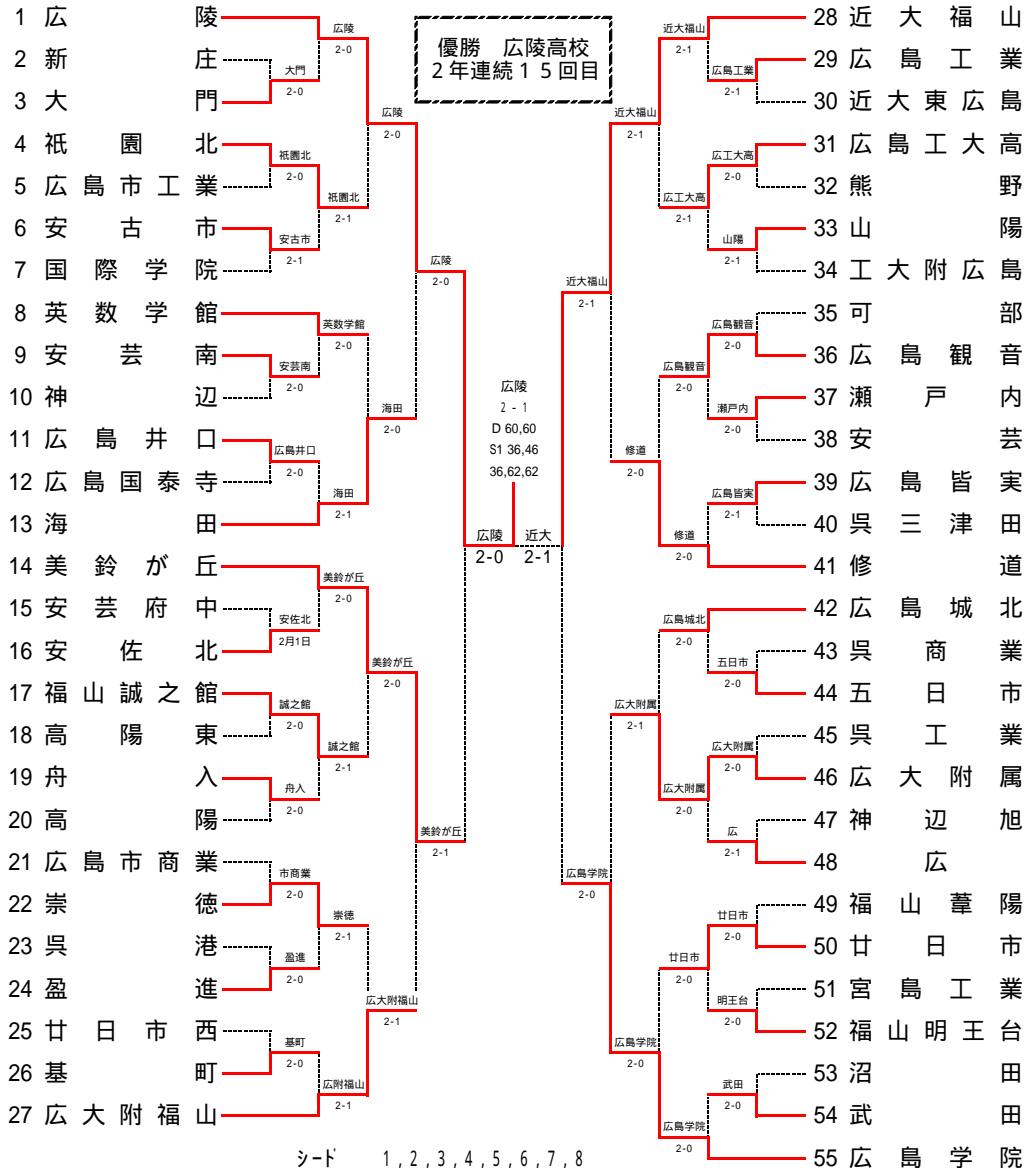 優勝　広陵高校
２年連続１５回目
1 広陵
2 新庄
3 大門
4 祇園北
5 広島市工業
6 安古市
7 国際学院
8 英数学館
9 安芸南
10 神辺
11 広島井口
12 広島国泰寺
13 海田
14 美鈴が丘
15 安芸府中
16 安佐北
17 福山誠之館
18 高陽東
19 舟入
20 高陽
21 広島市商業
22 崇徳
23 呉港
24 盈進
25 廿日市西
26 基町
27 広大附福山
大門
2-0
祇園北
2-0
安古市
2-1
安芸南
2-0
広島井口
2-0
安佐北
2月1日
誠之館
2-0
舟入
2-0
市商業
2-0
盈進
2-0
基町
2-0
広陵
2-0
祇園北
2-1
英数学館
2-0
海田
2-1
美鈴が丘
2-0
誠之館
2-1
崇徳
2-1
広附福山
2-1
広陵
2-0
海田
2-0
美鈴が丘
2-0
広大附福山
2-1
広陵
2-0
美鈴が丘
2-1
広陵
2-0
広陵
2 - 1
D 60,60
S1 36,46
36,62,62
近大
2-1
近大福山
2-1
広島学院
2-0
近大福山
2-1
修道
2-0
広大附属
2-1
広島学院
2-0
近大福山
2-1
広工大高
2-1
広島観音
2-0
修道
2-0
広島城北
2-0
広大附属
2-0
廿日市
2-0
広島学院
2-0
広島工業
2-1
広工大高
2-0
山陽
2-1
広島観音
2-0
瀬戸内
2-0
広島皆実
2-1
五日市
2-0
広大附属
2-0
広
2-1
廿日市
2-0
明王台
2-0
武田
2-0
28 近大福山
29 広島工業
30 近大東広島
31 広島工大高
32 熊野
33 山陽
34 工大附広島
35 可部
36 広島観音
37 瀬戸内
38 安芸
39 広島皆実
40 呉三津田
41 修道
42 広島城北
43 呉商業
44 五日市
45 呉工業
46 広大附属
47 神辺旭
48 広
49 福山葦陽
50 廿日市
51 宮島工業
52 福山明王台
53 沼田
54 武田
55 広島学院
シード　1 , 2 , 3 , 4 , 5 , 6 , 7 , 8